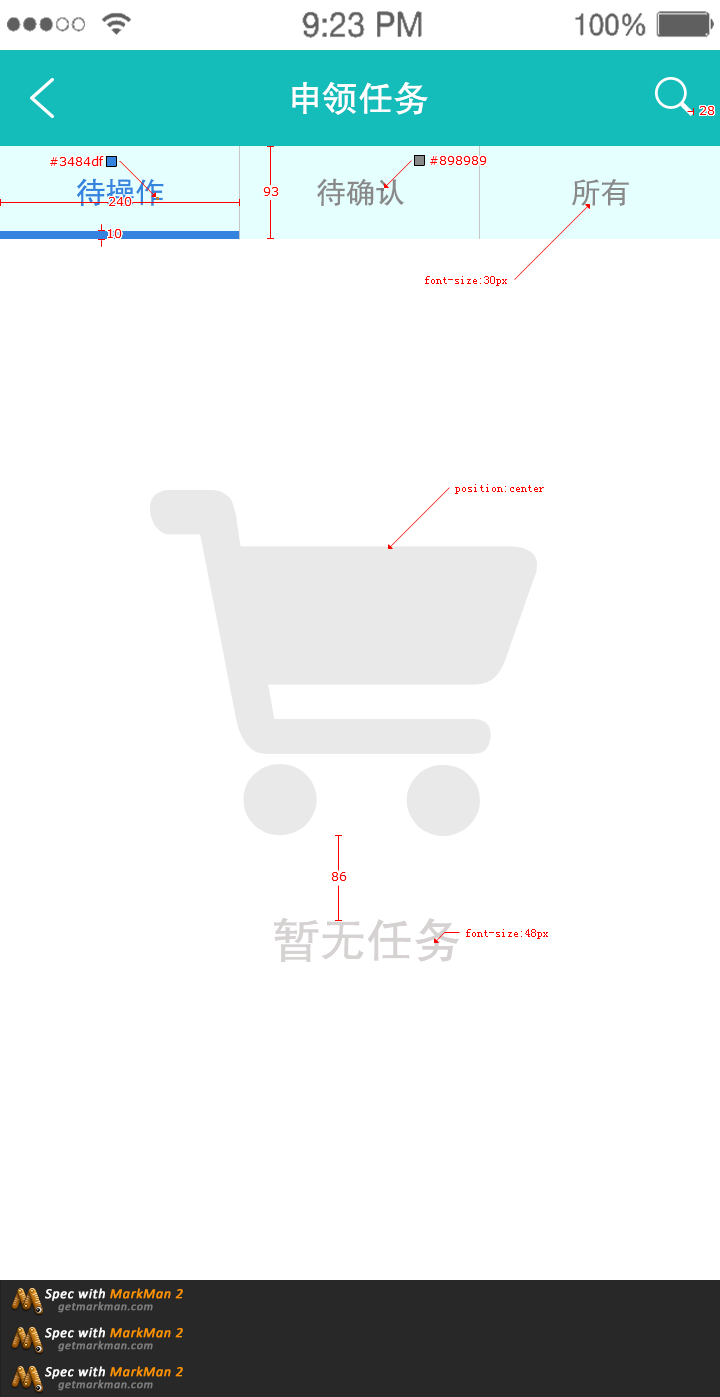 9:23 PM 100%
申领任务
28
#3484df #898989
待操作 待确认 所有
240 93
10
font-size:30px
position:center
86
暂无任务 font-size:48px
Spec with MarkMan 2
getmarkman.com
Spec with MarkMan 2
getmarkman.com
Spec with MarkMan 2
getmarkman.com